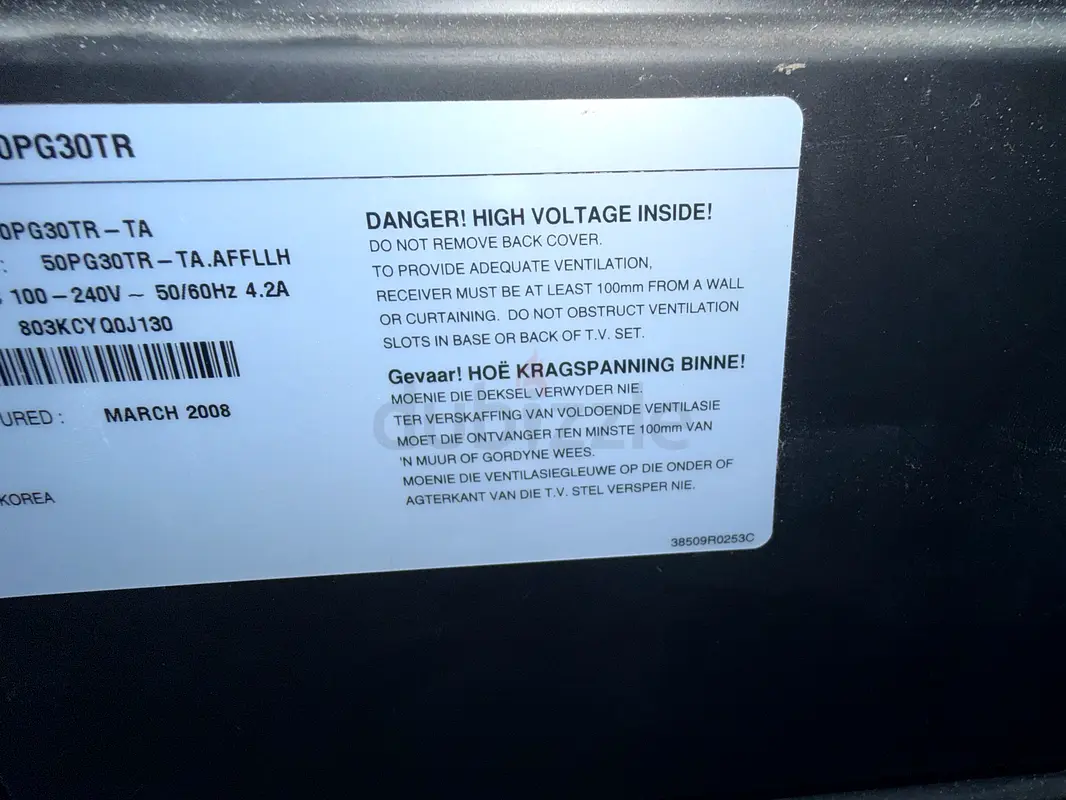 0PG30TR
0PG30TR-TA
: 50PG30TR-TA.AFFLLH
100-240V ~ 50/60Hz 4.2A
803KCYQ0J130
URED : MARCH 2008
KOREA
DANGER! HIGH VOLTAGE INSIDE!
DO NOT REMOVE BACK COVER.
TO PROVIDE ADEQUATE VENTILATION,
RECEIVER MUST BE AT LEAST 100mm FROM A WALL
OR CURTAINING. DO NOT OBSTRUCT VENTILATION
SLOTS IN BASE OR BACK OF T.V. SET.
Gevaar! HOË KRAGSPANNING BINNE!
MOENIE DIE DEKSEL VERWYDER NIE.
TER VERSKAFFING VAN VOLDOENDE VENTILASIE
MOET DIE ONTVANGER TEN MINSTE 100mm VAN
'N MUUR OF GORDYNE WEES.
MOENIE DIE VENTILASIEGLEUWE OP DIE ONDER OF
AGTERKANT VAN DIE T.V. STEL VERSPER NIE.
38509R0253C
dubizzle